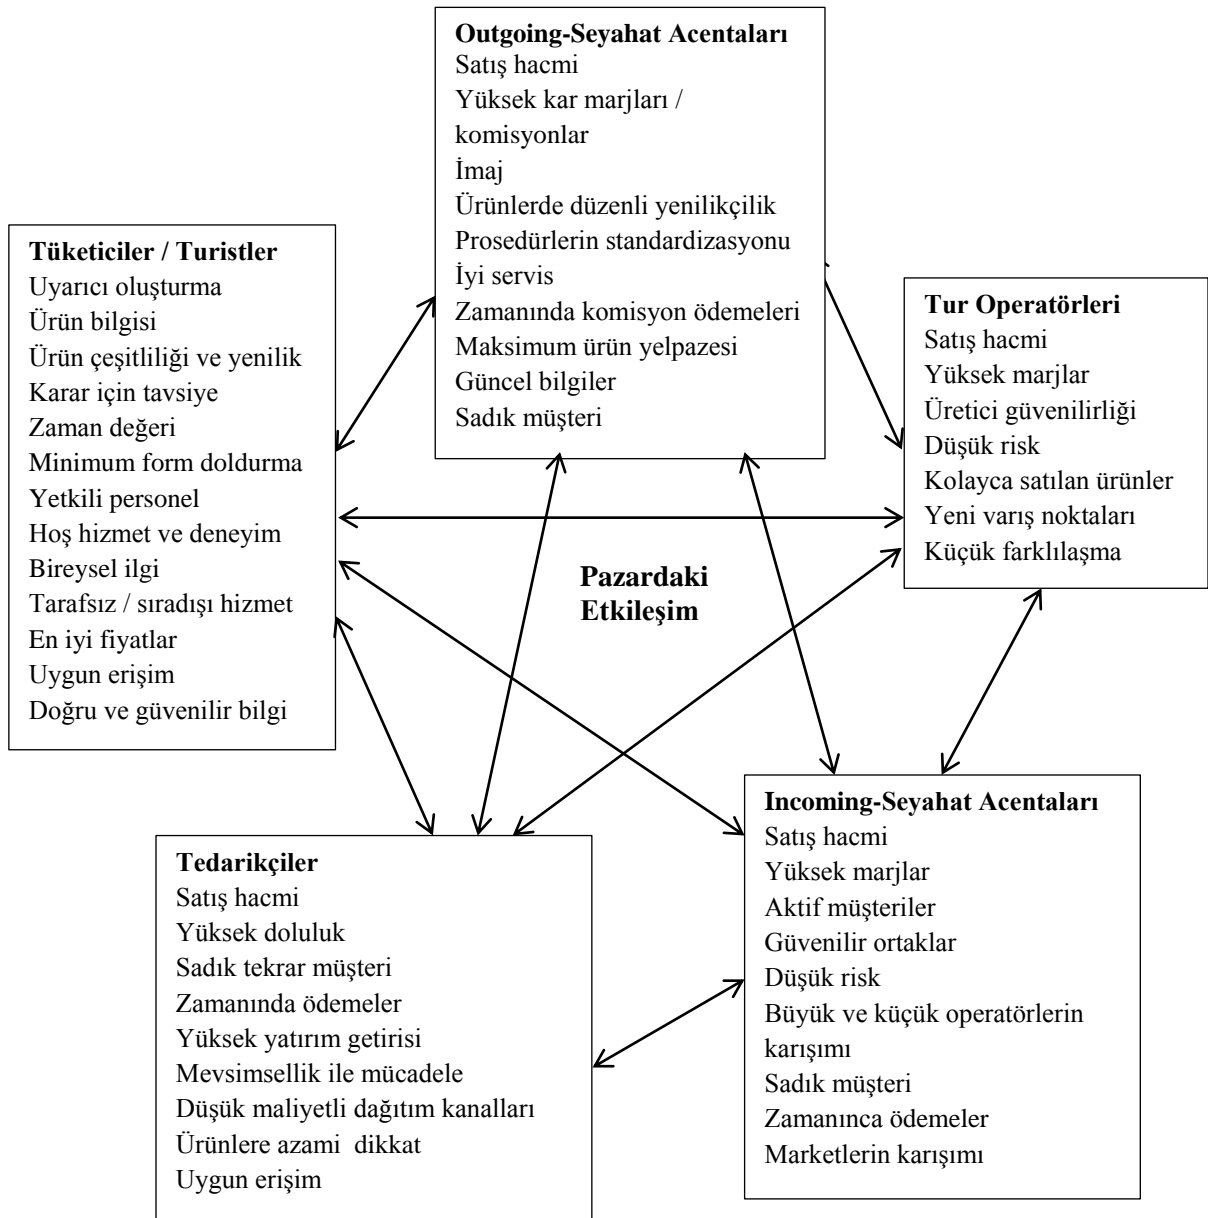 Outgoing-Seyahat Acentaları
Satış hacmi
Yüksek kar marjları /
komisyonlar
İmaj
Ürünlerde düzenli yenilikçilik
Prosedürlerin standardizasyonu
İyi servis
Zamanında komisyon ödemeleri
Maksimum ürün yelpazesi
Güncel bilgiler
Sadık müşteri
Tüketiciler / Turistler
Uyarıcı oluşturma
Ürün bilgisi
Ürün çeşitliliği ve yenilik
Karar için tavsiye
Zaman değeri
Minimum form doldurma
Yetkili personel
Hoş hizmet ve deneyim
Bireysel ilgi
Tarafsız / sıradışı hizmet
En iyi fiyatlar
Uygun erişim
Doğru ve güvenilir bilgi
Tur Operatörleri
Satış hacmi
Yüksek marjlar
Üretici güvenilirliği
Düşük risk
Kolayca satılan ürünler
Yeni varış noktaları
Küçük farklılaşma
Pazardaki
Etkileşim
Tedarikçiler
Satış hacmi
Yüksek doluluk
Sadık tekrar müşteri
Zamanında ödemeler
Yüksek yatırım getirisi
Mevsimsellik ile mücadele
Düşük maliyetli dağıtım kanalları
Ürünlere azami  dikkat
Uygun erişim
Incoming-Seyahat Acentaları
Satış hacmi
Yüksek marjlar
Aktif müşteriler
Güvenilir ortaklar
Düşük risk
Büyük ve küçük operatörlerin
karışımı
Sadık müşteri
Zamanınca ödemeler
Marketlerin karışımı